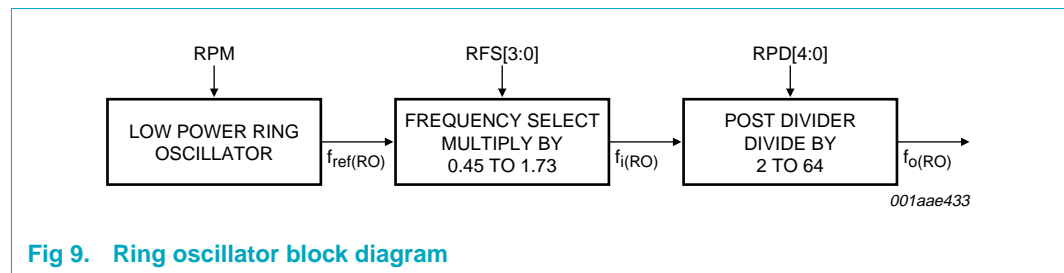 RPM
RFS[3:0]
RPD[4:0]
LOW POWER RING
OSCILLATOR
fref(RO)
FREQUENCY SELECT
MULTIPLY BY
0.45 TO 1.73
fi(RO)
POST DIVIDER
DIVIDE BY
2 TO 64
fo(RO)
001aae433
Fig 9. Ring oscillator block diagram